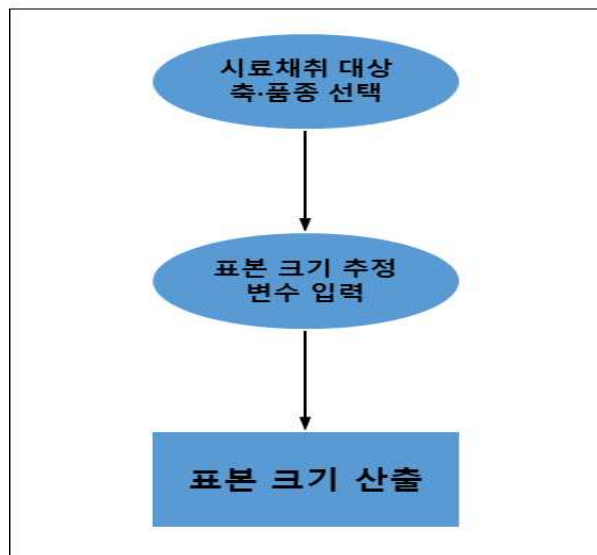 시료채취 대상
축·품종 선택
표본 크기 추정
변수 입력
표본 크기 산출